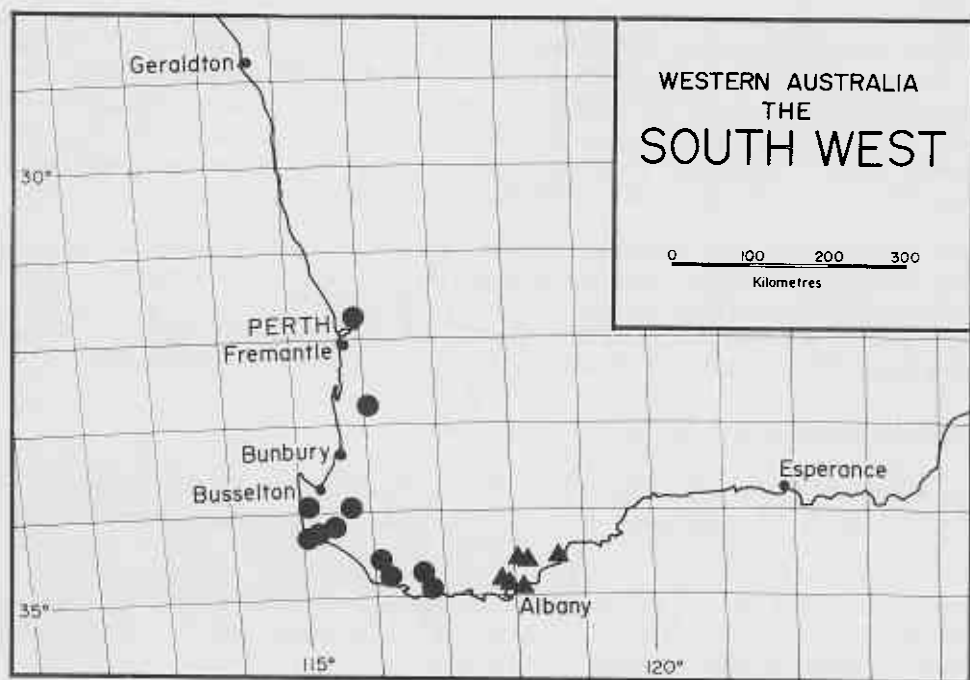 WESTERN AUSTRALIA
THE
SOUTH WEST
0 100 200 300
Kilometres
Geraldton
30°
PERTH
Fremantle
Bunbury
Busselton
Esperance
35°
Albany
115°
120°